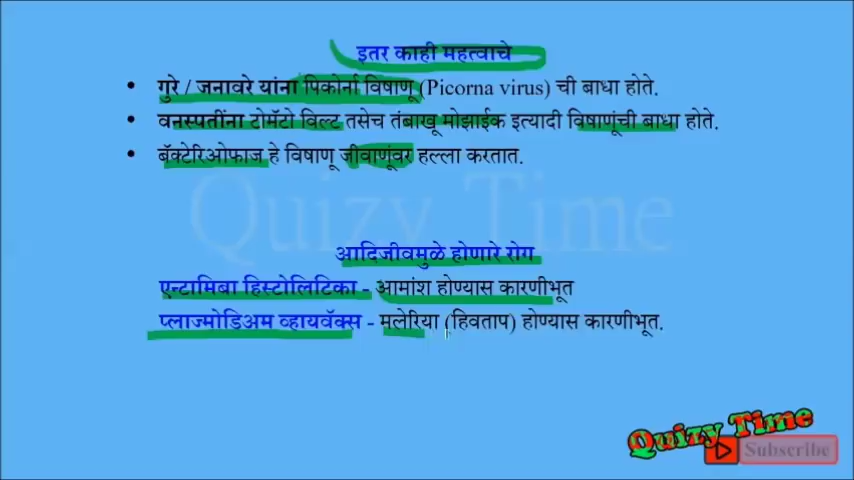 इतर काही महत्वाचे
• गुरे / जनावरे यांना पिकोर्ना विषाणू (Picorna virus) ची बाधा होते.
• वनस्पतींना टोमॅटो विल्ट तसेच तंबाखू मोझाईक इत्यादी विषाणूंची बाधा होते.
• बॅक्टेरिओफाज हे विषाणू जीवाणूंवर हल्ला करतात.
Quizy Time
आदिजीवमुळे होणारे रोग
एन्टामिबा हिस्टोलिटिका - आमांश होण्यास कारणीभूत
प्लाज्मोडिअम व्हायवॅक्स - मलेरिया (हिवताप) होण्यास कारणीभूत.
Quizy Time
Subscribe